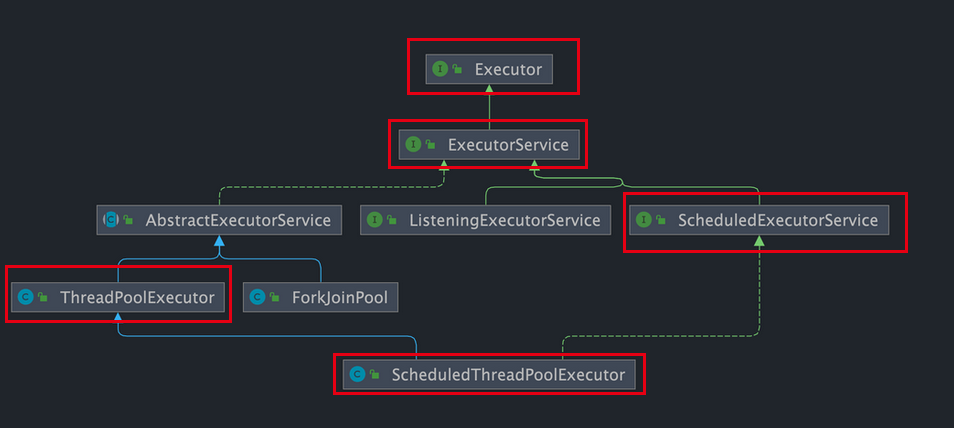 Executor
ExecutorService
AbstractExecutorService
ListeningExecutorService
ScheduledExecutorService
ThreadPoolExecutor
ForkJoinPool
ScheduledThreadPoolExecutor